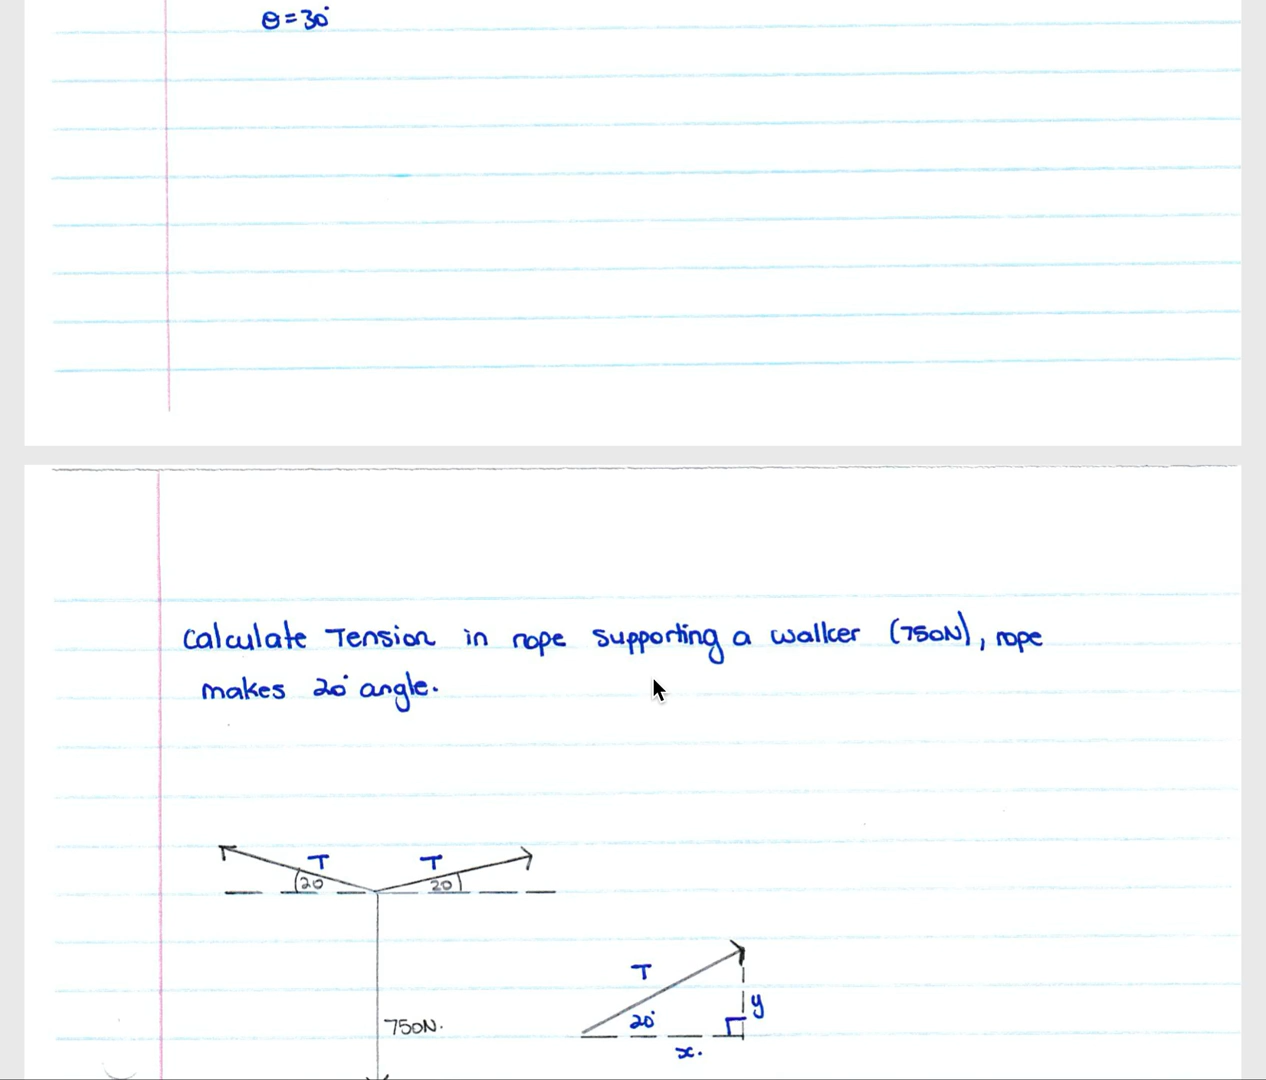 θ=30°
Calculate Tension in rope supporting a walker (750N), rope
makes 20° angle.
T T
20 20
T
y
20°
750N.
x.